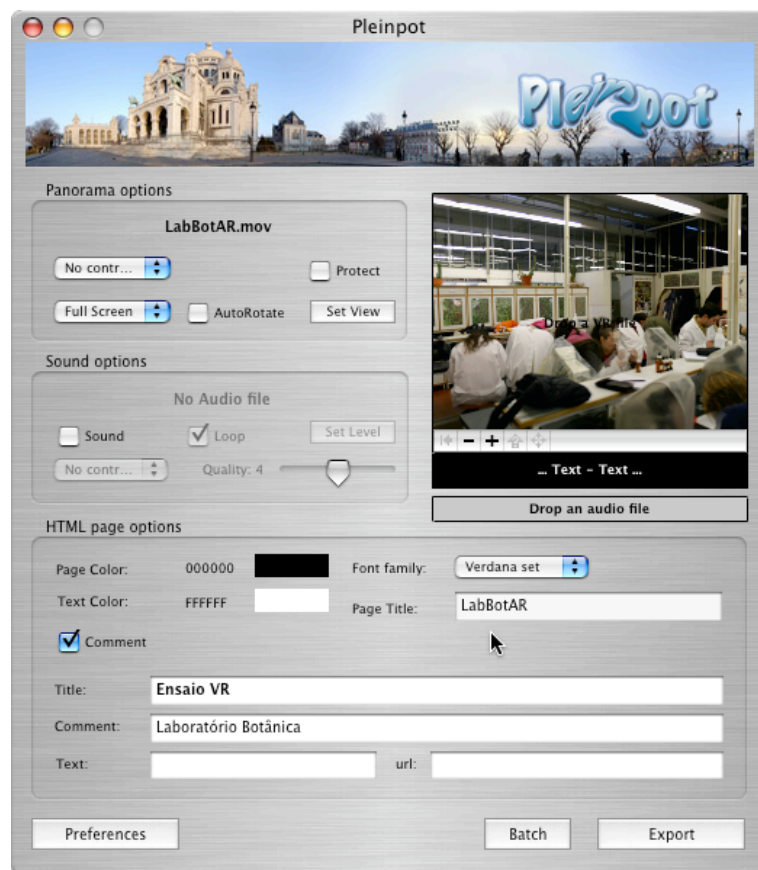 Pleinpot
Pleinpot
Panorama options
LabBotAR.mov
No contr...
Protect
Full Screen
AutoRotate
Set View
Drop a VR file
Sound options
No Audio file
Sound
Loop
Set Level
No contr...
Quality: 4
... Text - Text ...
Drop an audio file
HTML page options
Page Color:
000000
Font family:
Verdana set
Text Color:
FFFFFF
Page Title:
LabBotAR
Comment
Title:
Ensaio VR
Comment:
Laboratório Botânica
Text:
url:
Preferences
Batch
Export